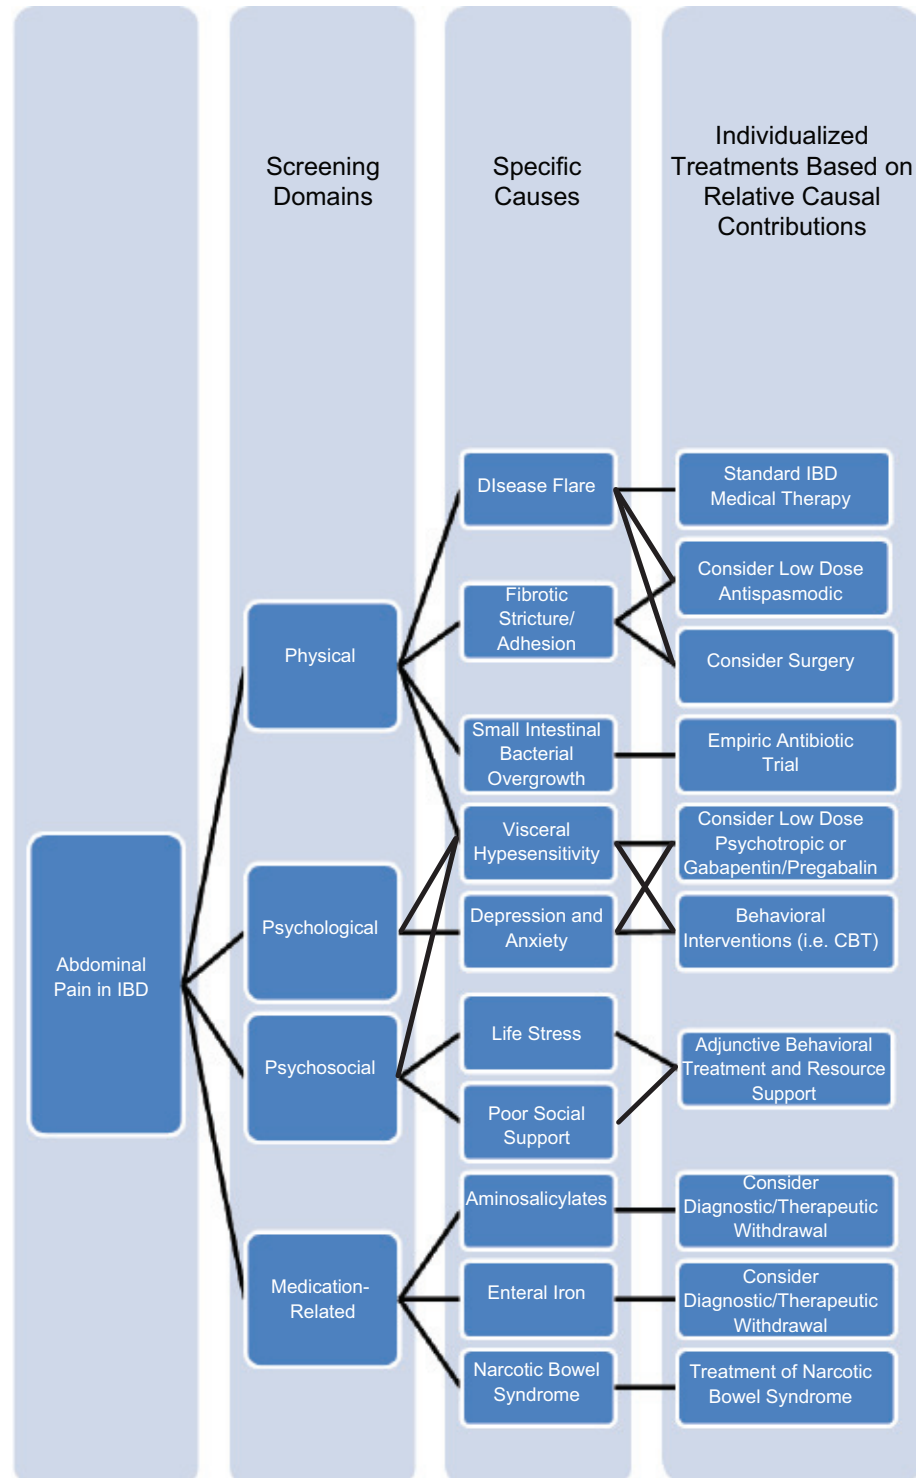 Screening
Domains
Specific
Causes
Individualized
Treatments Based on
Relative Causal
Contributions
Abdominal
Pain in IBD
Physical
Psychological
Psychosocial
Medication-
Related
DIsease Flare
Fibrotic
Stricture/
Adhesion
Small Intestinal
Bacterial
Overgrowth
Visceral
Hypesensitivity
Depression and
Anxiety
Life Stress
Poor Social
Support
Aminosalicylates
Enteral Iron
Narcotic Bowel
Syndrome
Standard IBD
Medical Therapy
Consider Low Dose
Antispasmodic
Consider Surgery
Empiric Antibiotic
Trial
Consider Low Dose
Psychotropic or
Gabapentin/Pregabalin
Behavioral
Interventions (i.e. CBT)
Adjunctive Behavioral
Treatment and Resource
Support
Consider
Diagnostic/Therapeutic
Withdrawal
Consider
Diagnostic/Therapeutic
Withdrawal
Treatment of Narcotic
Bowel Syndrome